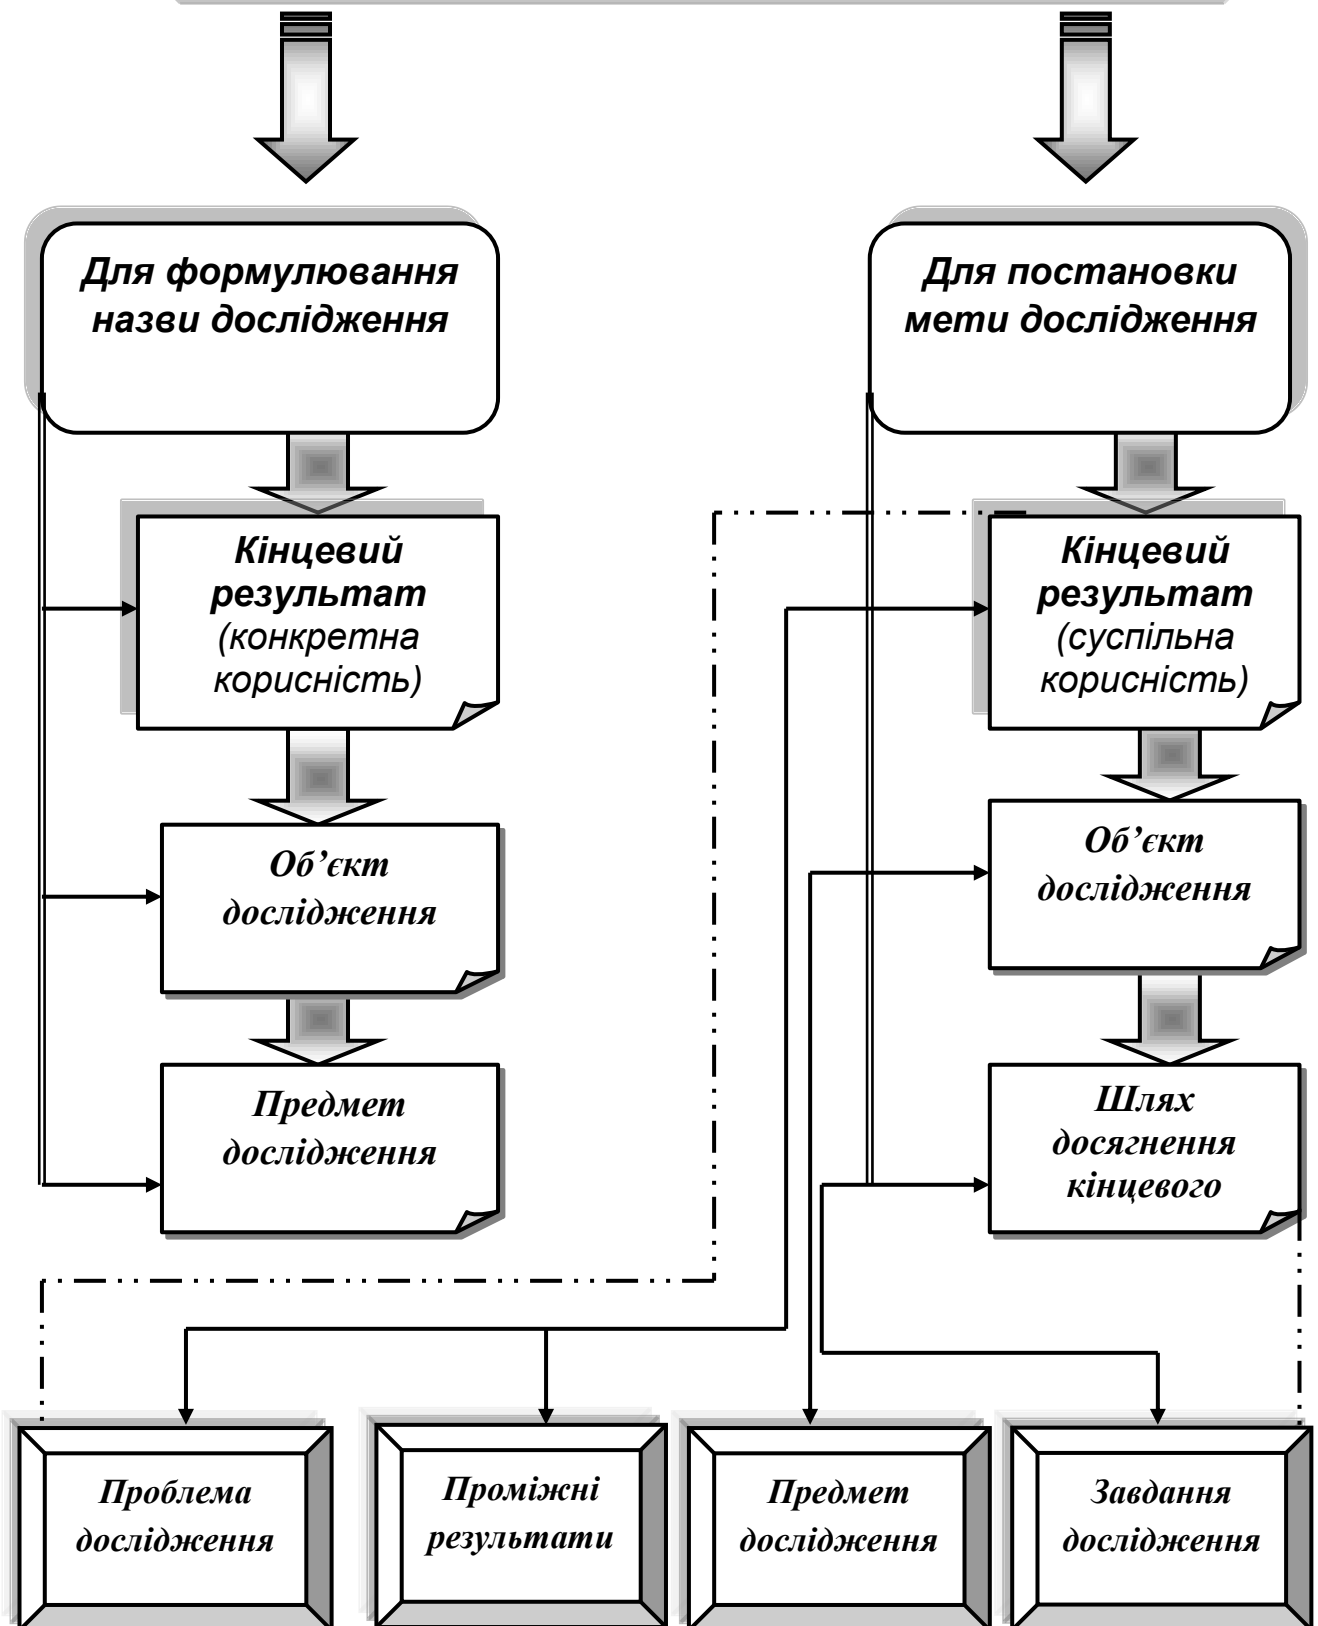 Для формулювання
назви дослідження
Для постановки
мети дослідження
Кінцевий
результат
(конкретна
корисність)
Кінцевий
результат
(суспільна
корисність)
Об’єкт
дослідження
Об’єкт
дослідження
Предмет
дослідження
Шлях
досягнення
кінцевого
Проблема
дослідження
Проміжні
результати
Предмет
дослідження
Завдання
дослідження